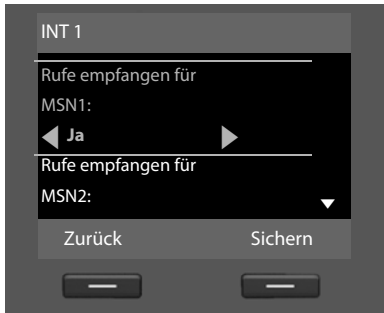 INT 1
Rufe empfangen für
MSN1:
Ja
Rufe empfangen für
MSN2:
Zurück Sichern